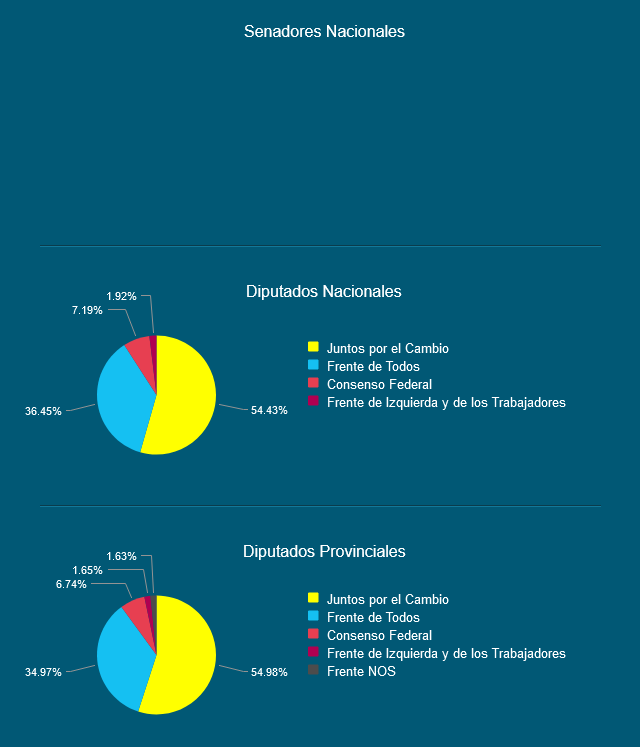 Senadores Nacionales
Diputados Nacionales
1.92%
7.19%
36.45%
54.43%
Juntos por el Cambio
Frente de Todos
Consenso Federal
Frente de Izquierda y de los Trabajadores
Diputados Provinciales
1.63%
1.65%
6.74%
34.97%
54.98%
Juntos por el Cambio
Frente de Todos
Consenso Federal
Frente de Izquierda y de los Trabajadores
Frente NOS